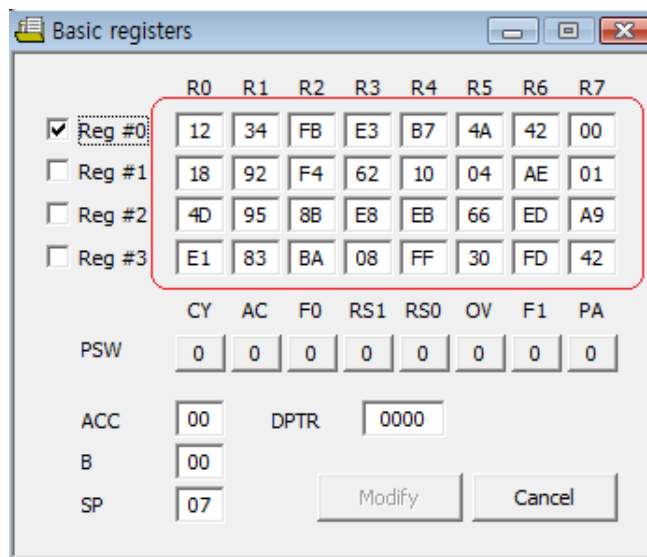 Basic registers
R0 R1 R2 R3 R4 R5 R6 R7
Reg #0 12 34 FB E3 B7 4A 42 00
Reg #1 18 92 F4 62 10 04 AE 01
Reg #2 4D 95 8B E8 EB 66 ED A9
Reg #3 E1 83 BA 08 FF 30 FD 42
CY AC F0 RS1 RS0 OV F1 PA
PSW 0 0 0 0 0 0 0 0
ACC 00 DPTR 0000
B 00
SP 07 Modify Cancel